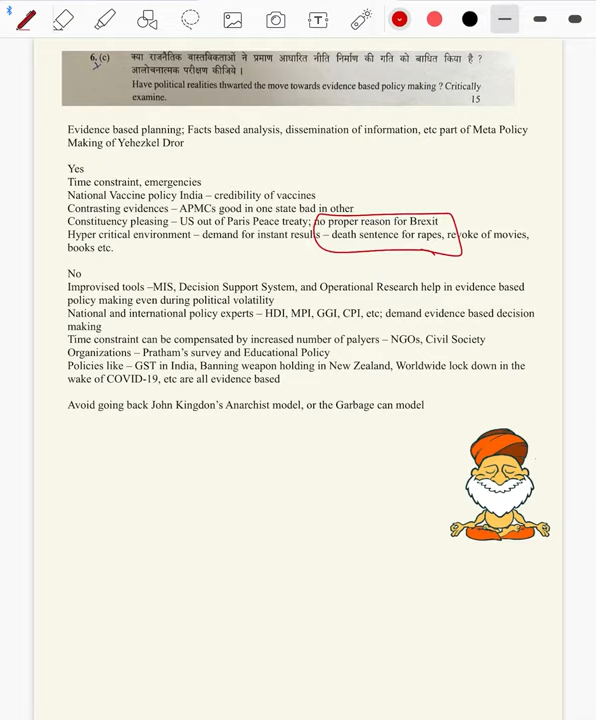 6. (c) क्या राजनैतिक वास्तविकताओं ने प्रमाण आधारित नीति निर्माण की गति को बाधित किया है ?
आलोचनात्मक परीक्षण कीजिये ।
Have political realities thwarted the move towards evidence based policy making ? Critically
examine. 15
Evidence based planning; Facts based analysis, dissemination of information, etc part of Meta Policy
Making of Yehezkel Dror
Yes
Time constraint, emergencies
National Vaccine policy India – credibility of vaccines
Contrasting evidences – APMCs good in one state bad in other
Constituency pleasing – US out of Paris Peace treaty; no proper reason for Brexit
Hyper critical environment – demand for instant results – death sentence for rapes, revoke of movies,
books etc.
No
Improvised tools –MIS, Decision Support System, and Operational Research help in evidence based
policy making even during political volatility
National and international policy experts – HDI, MPI, GGI, CPI, etc; demand evidence based decision
making
Time constraint can be compensated by increased number of palyers – NGOs, Civil Society
Organizations – Pratham's survey and Educational Policy
Policies like – GST in India, Banning weapon holding in New Zealand, Worldwide lock down in the
wake of COVID-19, etc are all evidence based
Avoid going back John Kingdon's Anarchist model, or the Garbage can model